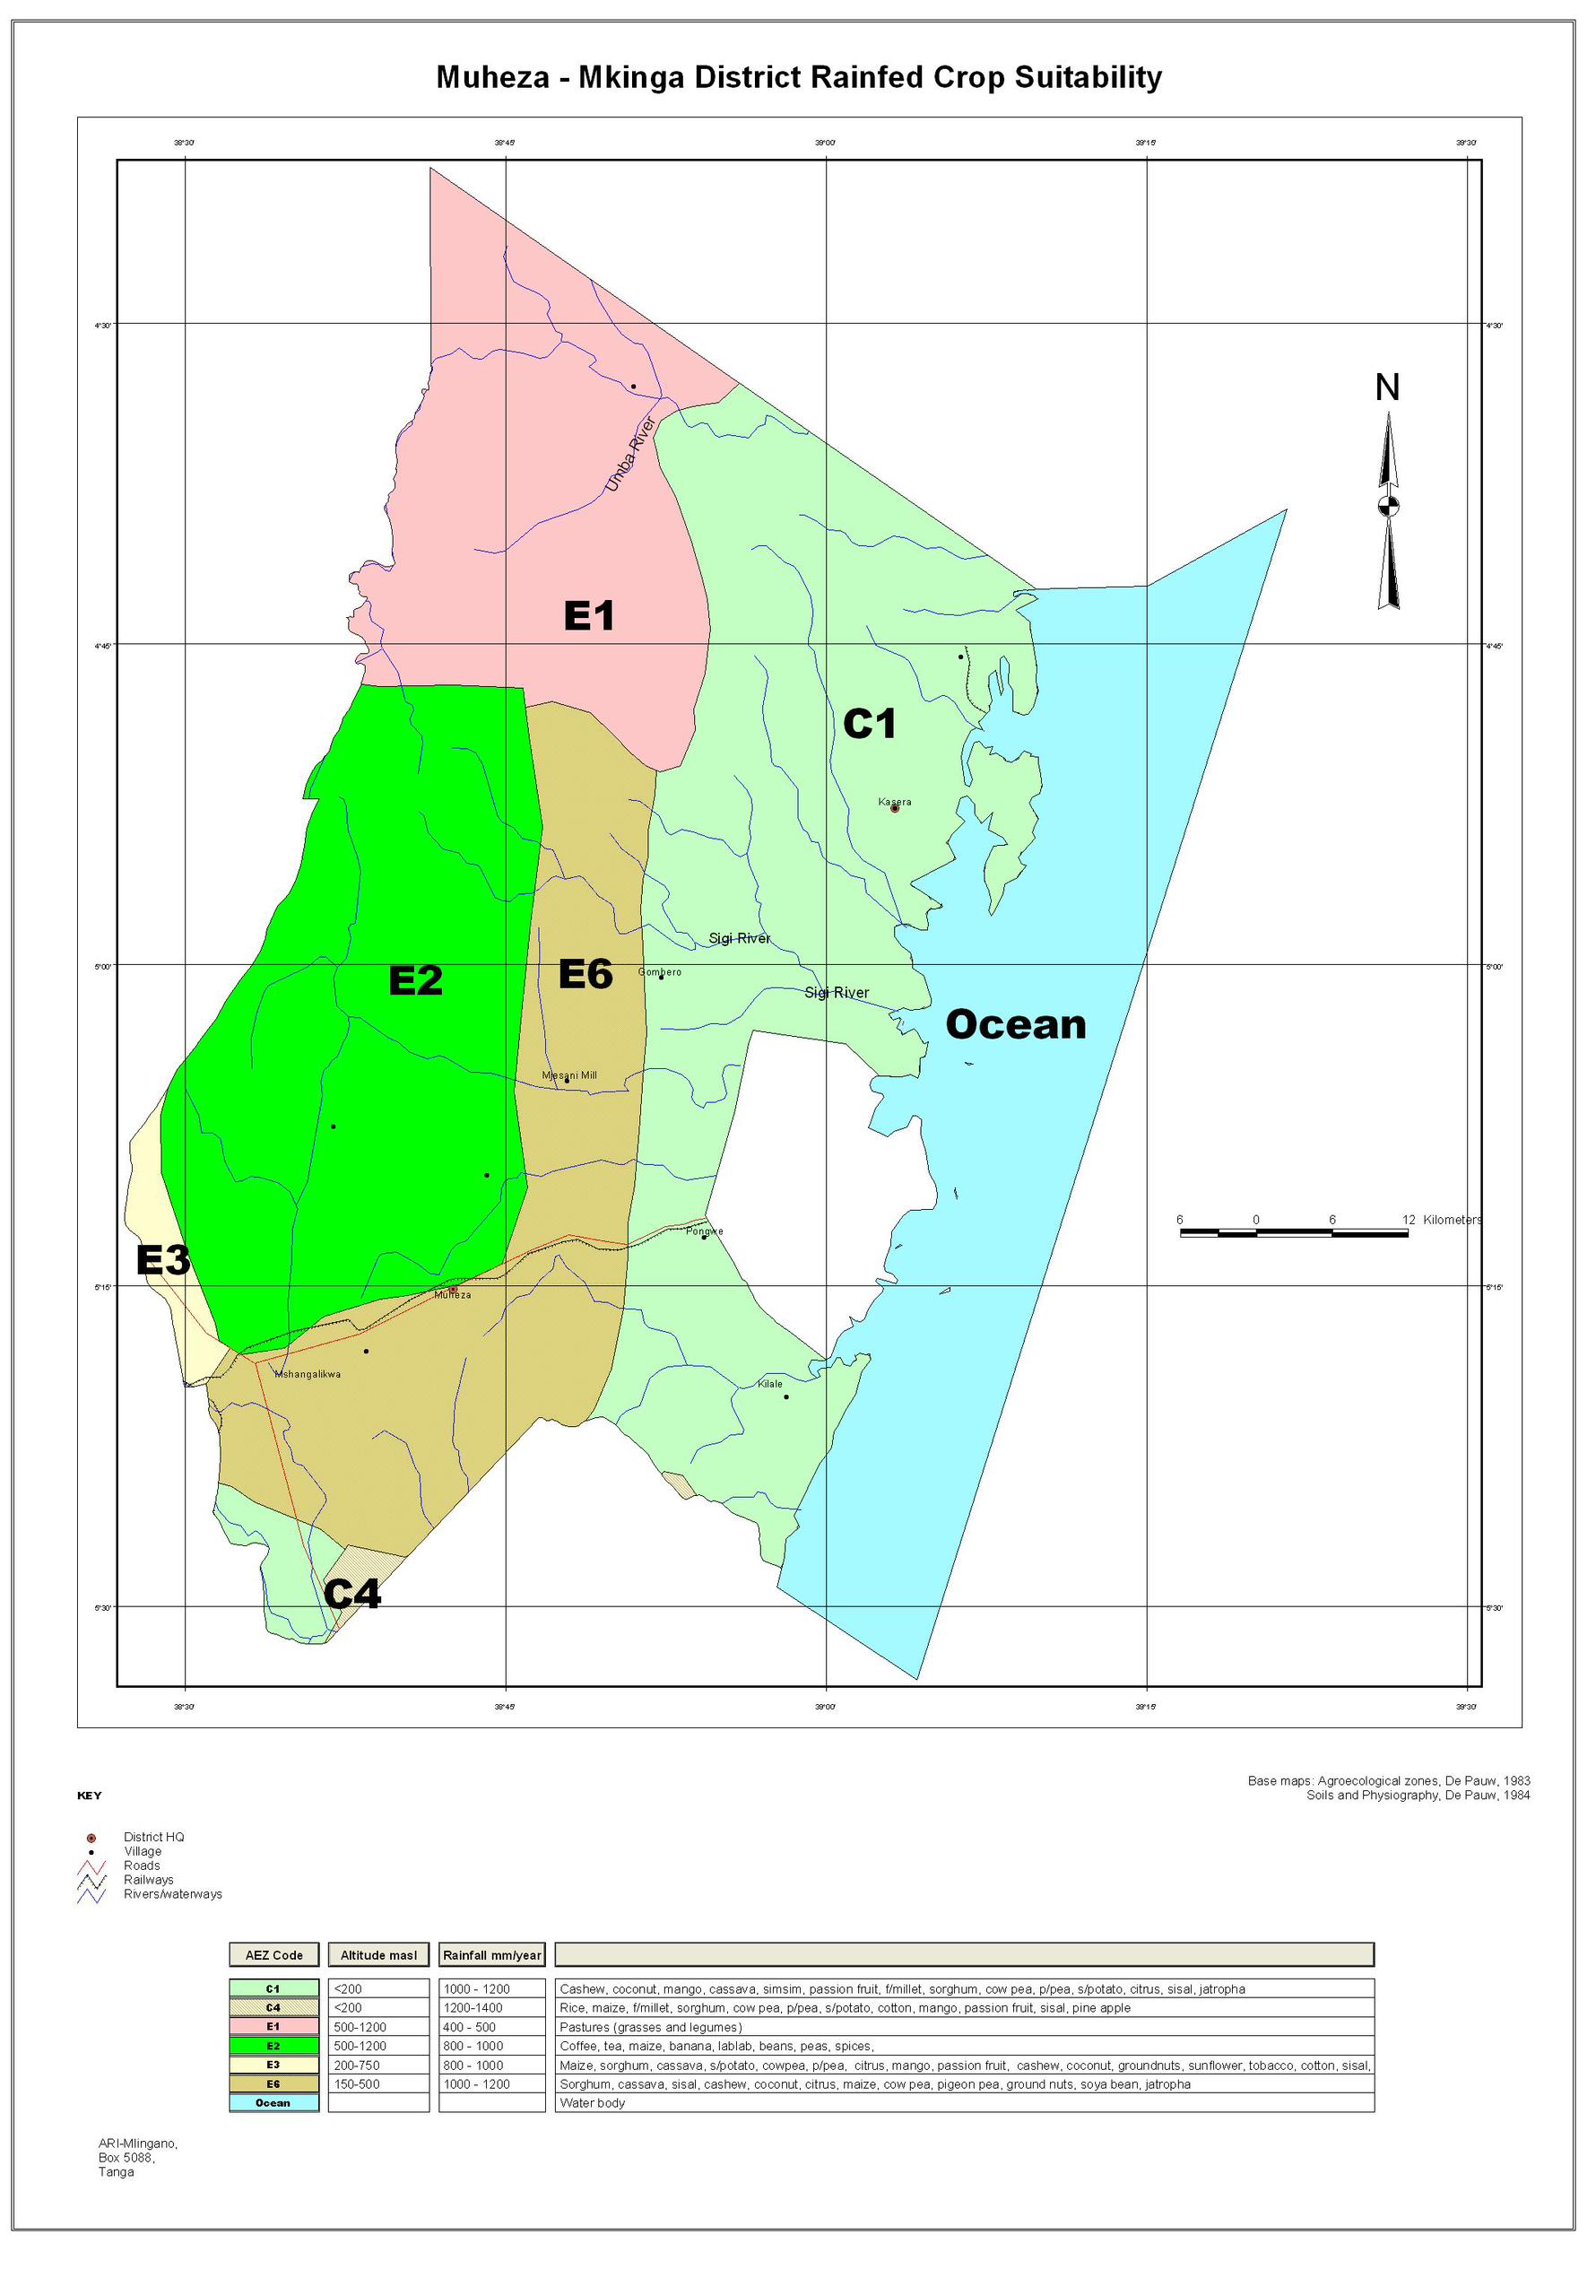 Muheza - Mkinga District Rainfed Crop Suitability
38°30' 38°45' 39°00' 39°15' 39°30'
4°30' 4°30'
N
Umba River
E1
4°45' 4°45'
C1
Kasera
Sigi River
5°00' 5°00'
E2 E6 Gombero
Sigi River
Ocean
Mjesani Mill
6 0 6 12 Kilometers
Pongwe
E3
5°15' 5°15'
Muheza
Mshangalikwa
Kilale
C4
5°30' 5°30'
38°30' 38°45' 39°00' 39°15' 39°30'
Base maps: Agroecological zones, De Pauw, 1983
Soils and Physiography, De Pauw, 1984
KEY
District HQ
Village
Roads
Railways
Rivers/waterways
AEZ Code Altitude masl Rainfall mm/year
C1 <200 1000 - 1200 Cashew, coconut, mango, cassava, simsim, passion fruit, f/millet, sorghum, cow pea, p/pea, s/potato, citrus, sisal, jatropha
C4 <200 1200-1400 Rice, maize, f/millet, sorghum, cow pea, p/pea, s/potato, cotton, mango, passion fruit, sisal, pine apple
E1 500-1200 400 - 500 Pastures (grasses and legumes)
E2 500-1200 800 - 1000 Coffee, tea, maize, banana, lablab, beans, peas, spices,
E3 200-750 800 - 1000 Maize, sorghum, cassava, s/potato, cowpea, p/pea, citrus, mango, passion fruit, cashew, coconut, groundnuts, sunflower, tobacco, cotton, sisal,
E6 150-500 1000 - 1200 Sorghum, cassava, sisal, cashew, coconut, citrus, maize, cow pea, pigeon pea, ground nuts, soya bean, jatropha
Ocean Water body
ARI-Mlingano,
Box 5088,
Tanga